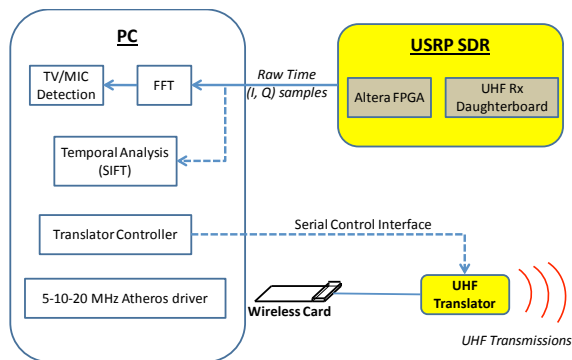 PC
TV/MIC
Detection
FFT
Temporal Analysis
(SIFT)
Translator Controller
5-10-20 MHz Atheros driver
Raw Time
(I, Q) samples
USRP SDR
Altera FPGA
UHF Rx
Daughterboard
Serial Control Interface
Wireless Card
UHF
Translator
UHF Transmissions